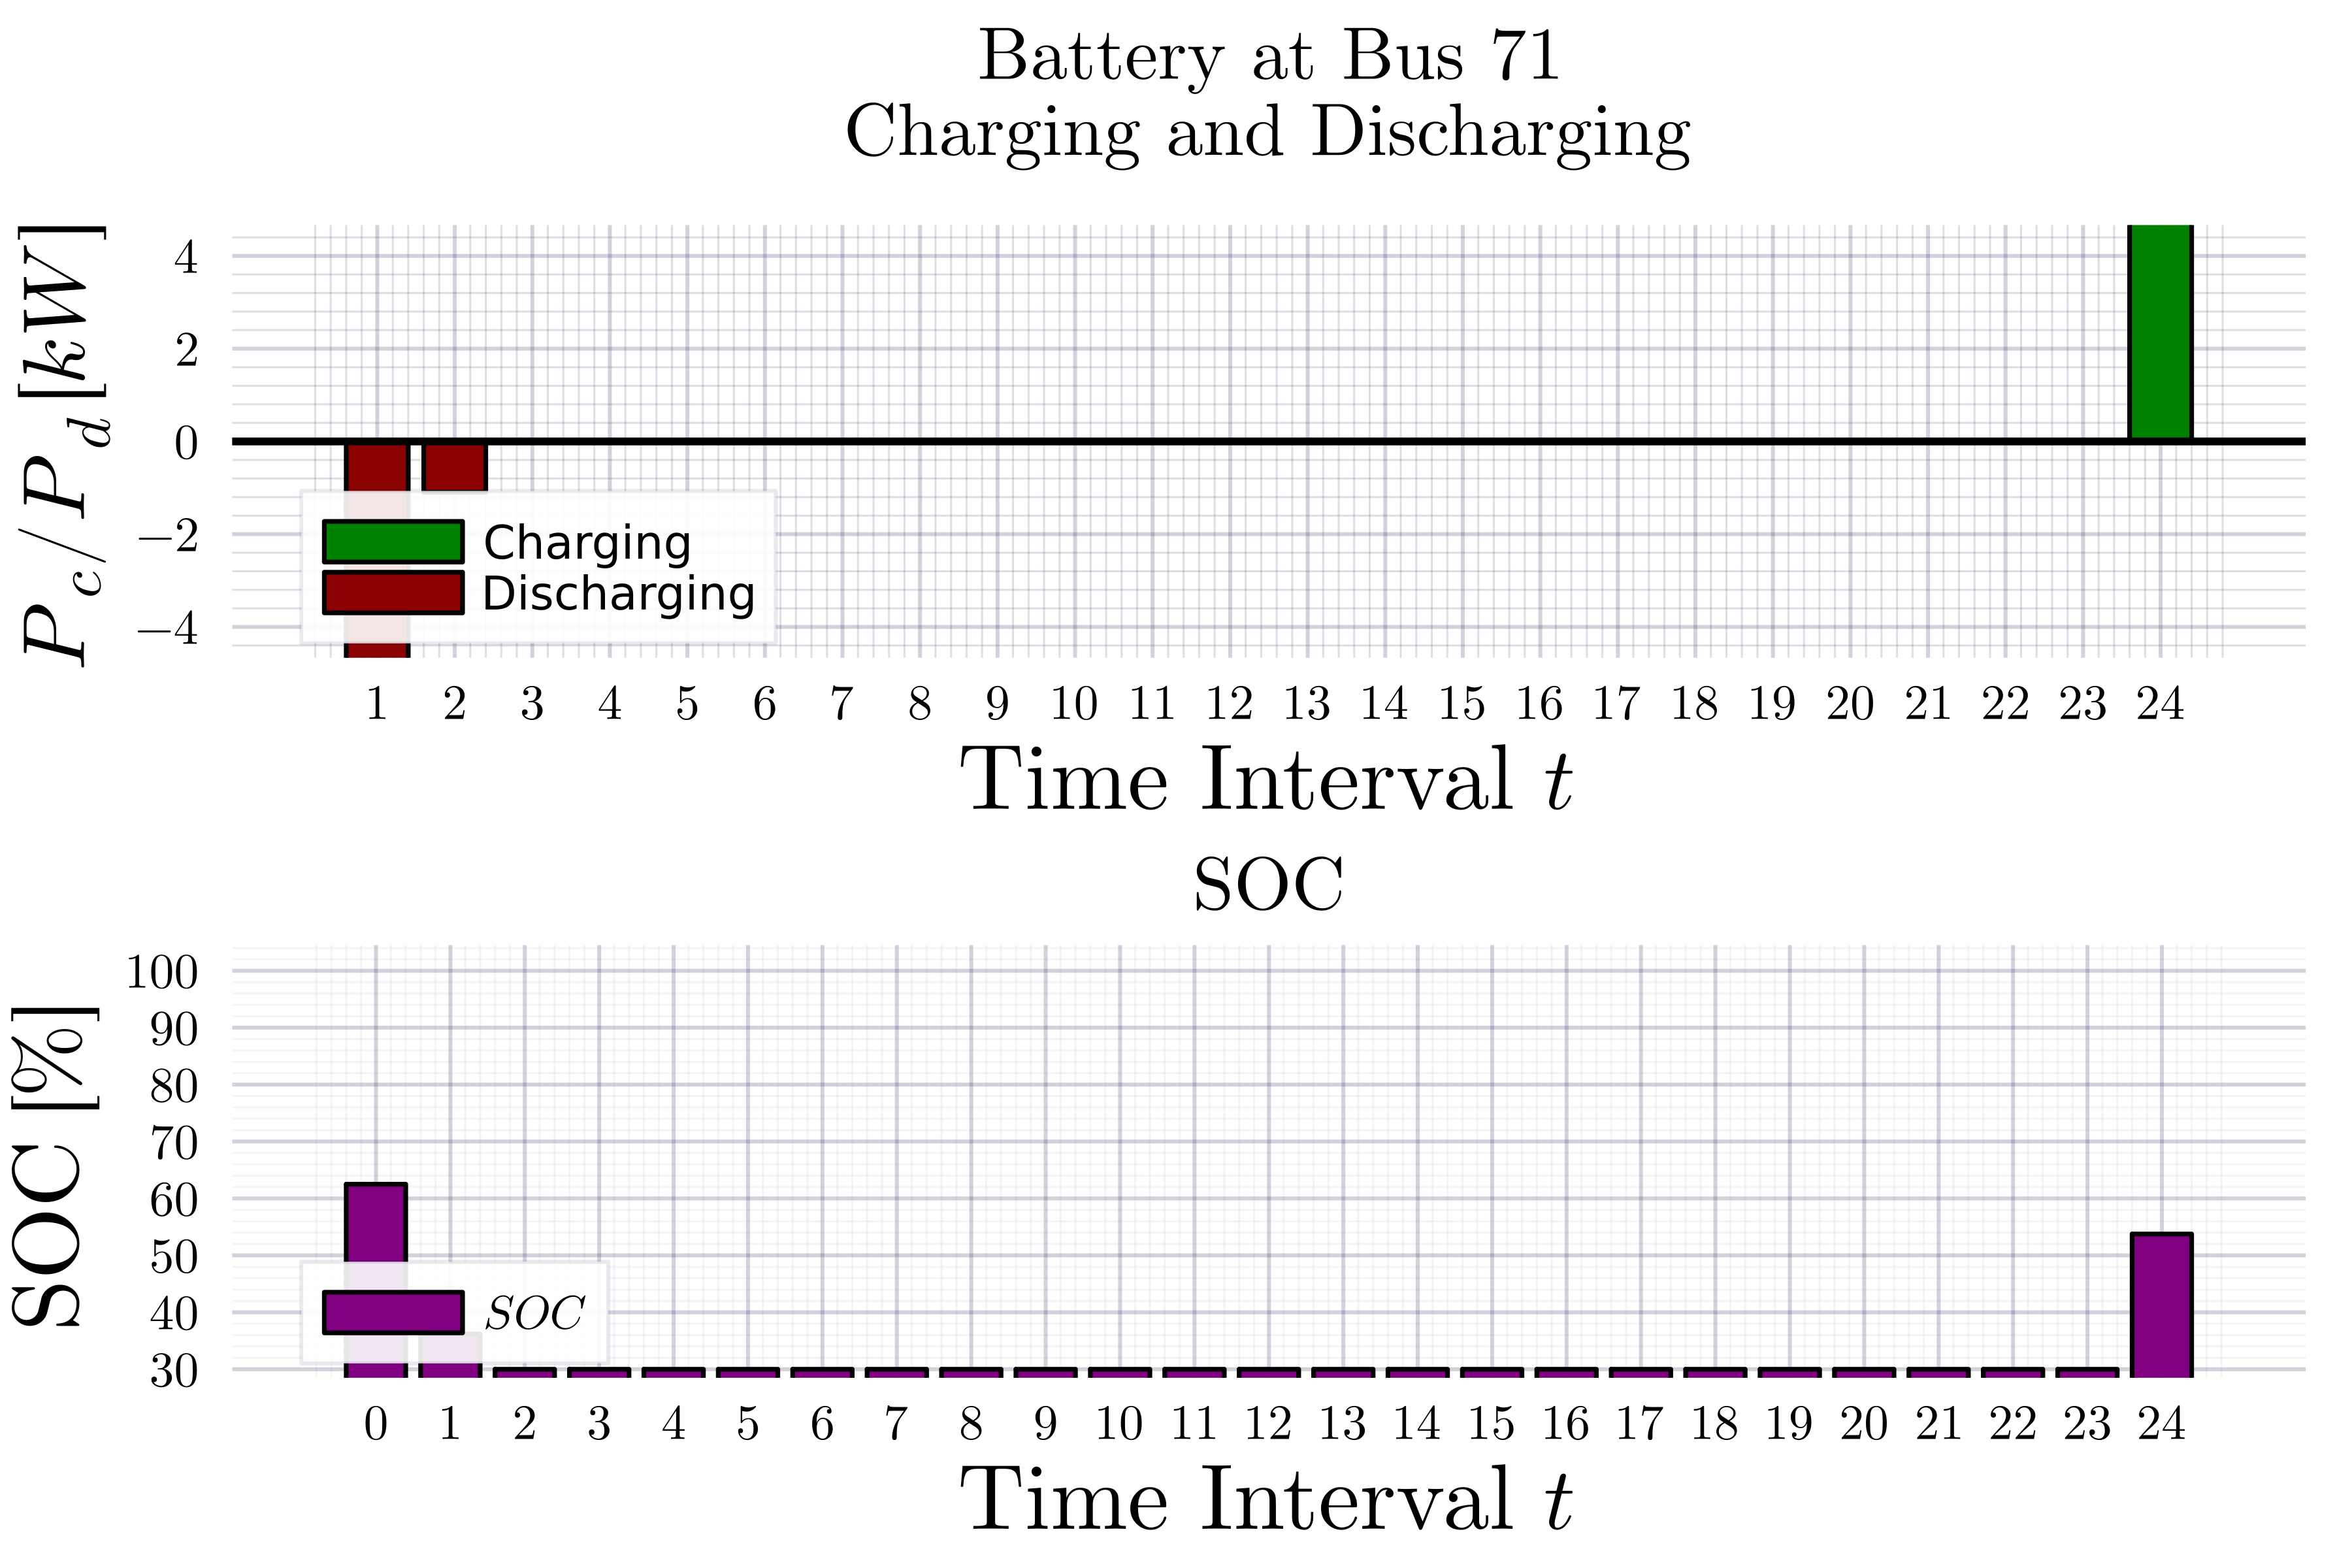 Battery at Bus 71
Charging and Discharging
P_c/P_d [kW]
4
2
0
−2
−4
Charging
Discharging
1 2 3 4 5 6 7 8 9 10 11 12 13 14 15 16 17 18 19 20 21 22 23 24
Time Interval t
SOC
SOC [%]
100
90
80
70
60
50
40
30
SOC
0 1 2 3 4 5 6 7 8 9 10 11 12 13 14 15 16 17 18 19 20 21 22 23 24
Time Interval t